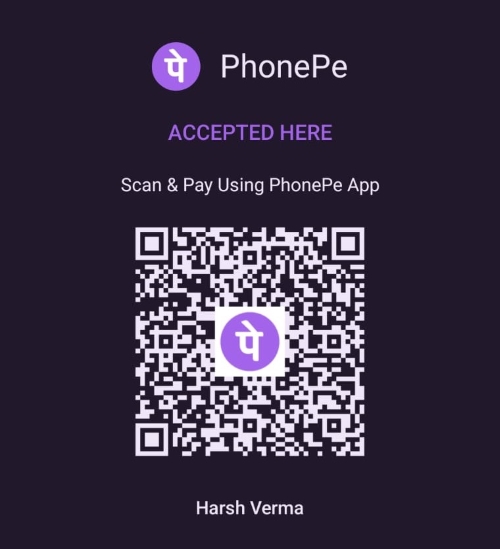 पे PhonePe
ACCEPTED HERE
Scan & Pay Using PhonePe App
पे
Harsh Verma